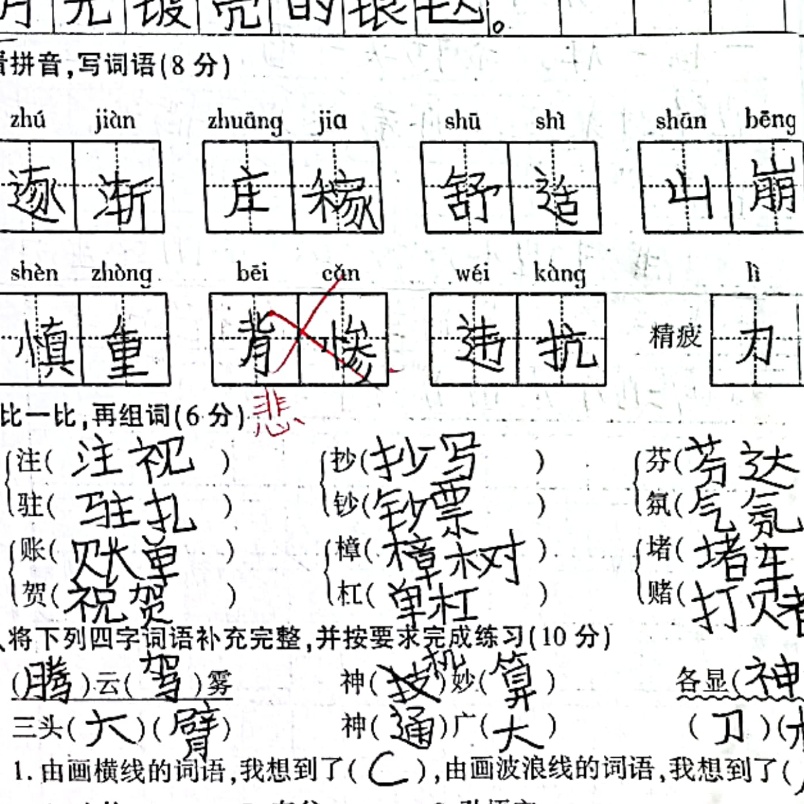 光银亮的银毯。
看拼音,写词语(8分)
zhú jiàn zhuāng jia shū shì shān bēng
逐渐 庄稼 舒适 山崩
shèn zhòng bēi cǎn wéi kàng lì
慎重 背惨 违抗 精疲力
悲
比一比,再组词(6分)
注(注视) 抄(抄写) 芬(芬达
驻(驻扎) 钞(钞票) 氛(气氛
账(账单) 樟(樟树) 堵(堵车
贺(祝贺) 杠(单杠) 赌(打赌
将下列四字词语补充完整,并按要求完成练习(10分)
(腾)云(驾)雾 神(机)妙(算) 各显(神
三头(六)(臂) 神(通)广(大) (刀)(
1.由画横线的词语,我想到了(C),由画波浪线的词语,我想到了(